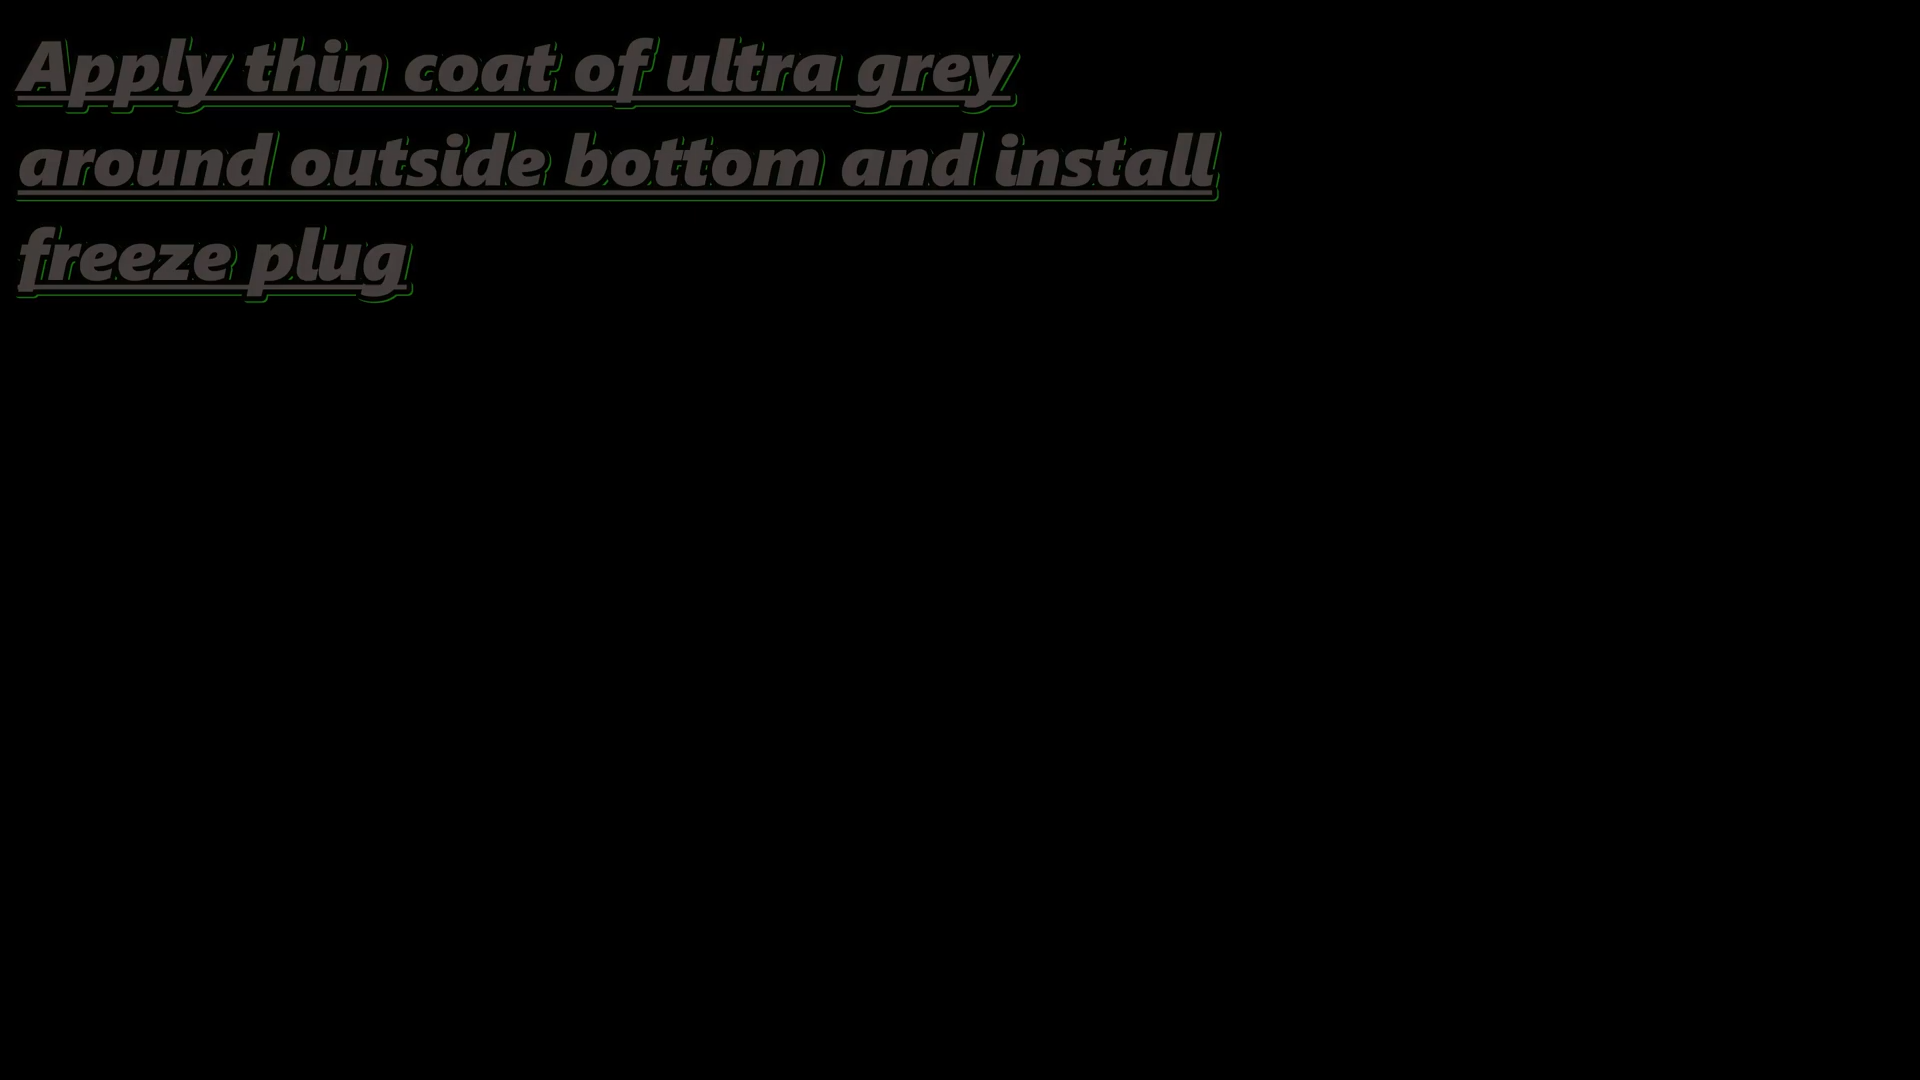 Apply thin coat of ultra grey
around outside bottom and install
freeze plug